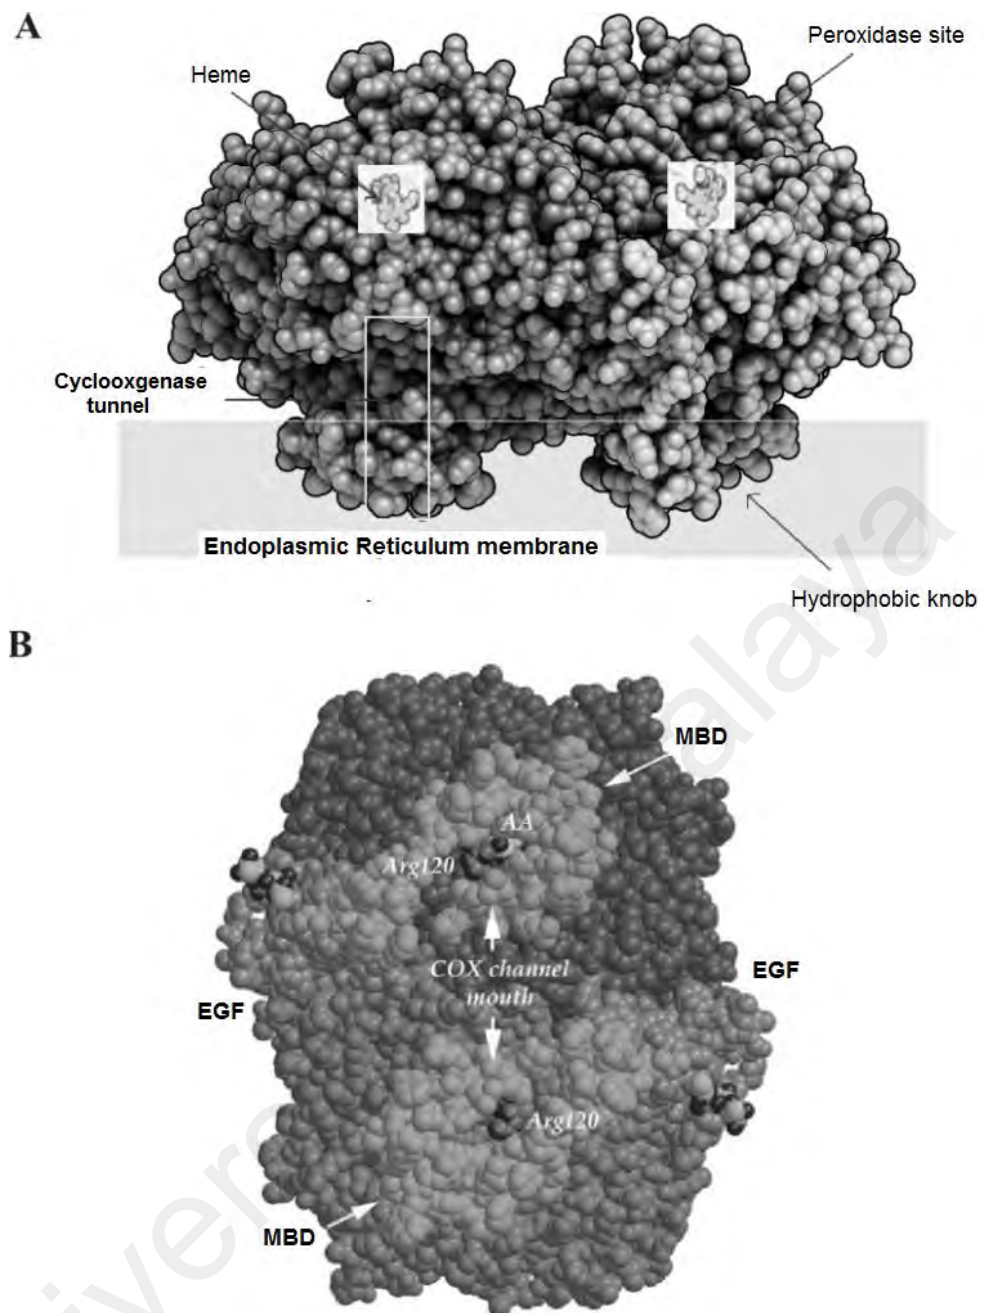 A
Peroxidase site
Heme
Cyclooxgenase
tunnel
Endoplasmic Reticulum membrane
Hydrophobic knob
B
MBD
AA
Arg120
COX channel
mouth
EGF
EGF
Arg120
MBD